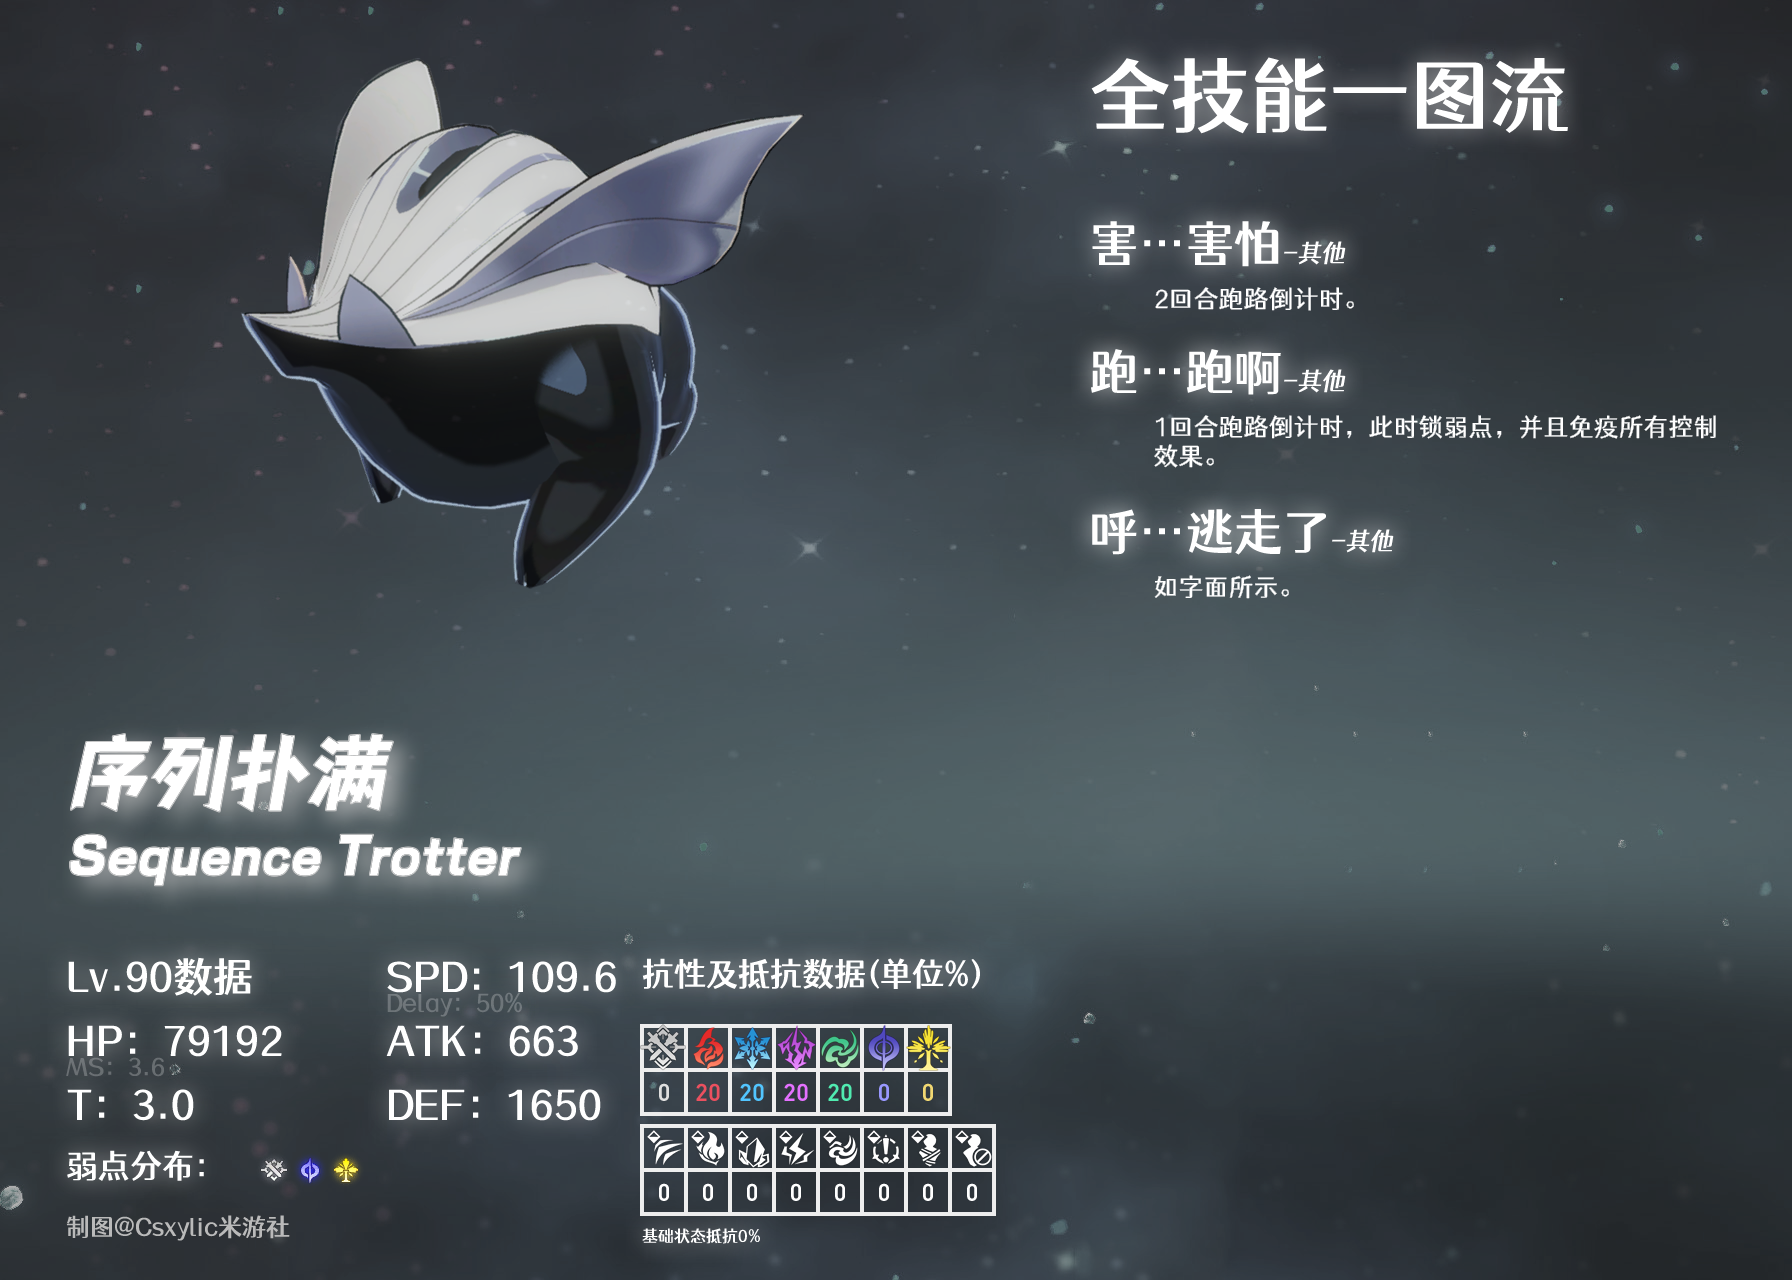 全技能一图流
害…害怕-其他
2回合跑路倒计时。
跑…跑啊-其他
1回合跑路倒计时，此时锁弱点，并且免疫所有控制
效果。
呼…逃走了-其他
如字面所示。
序列扑满
Sequence Trotter
Lv.90数据
SPD：109.6
Delay：50%
HP：79192
ATK：663
MS：3.6
T：3.0
DEF：1650
弱点分布：
制图@Csxylic米游社
抗性及抵抗数据(单位%)
0 20 20 20 20 0 0
0 0 0 0 0 0 0 0
基础状态抵抗0%